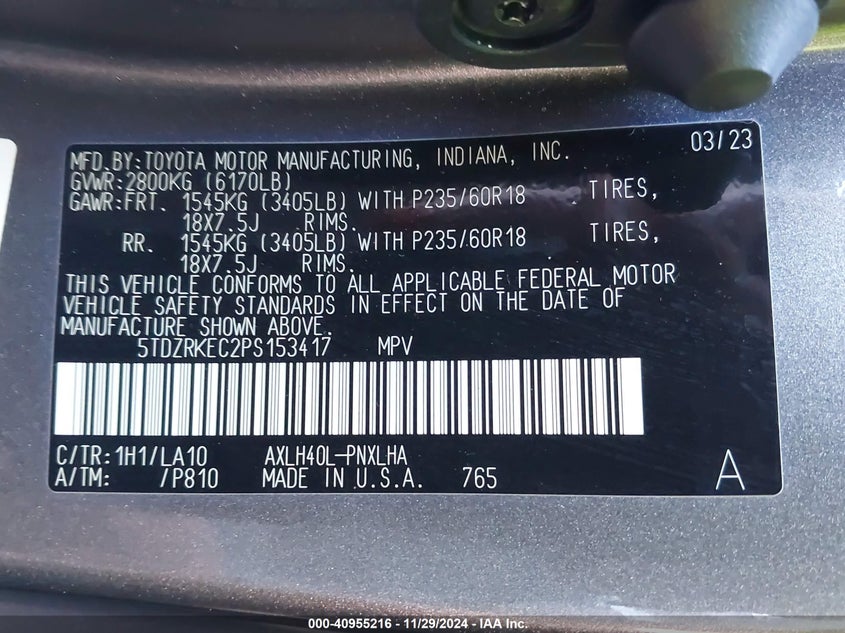 MFD.BY:TOYOTA MOTOR MANUFACTURING, INDIANA, INC. 03/23
GVWR:2800KG (6170LB)
GAWR:FRT. 1545KG (3405LB) WITH P235/60R18 TIRES,
18X7.5J RIMS.
RR. 1545KG (3405LB) WITH P235/60R18 TIRES,
18X7.5J RIMS.
THIS VEHICLE CONFORMS TO ALL APPLICABLE FEDERAL MOTOR
VEHICLE SAFETY STANDARDS IN EFFECT ON THE DATE OF
MANUFACTURE SHOWN ABOVE.
5TDZRKEC2PS153417 MPV
C/TR:1H1/LA10 AXLH40L-PNXLHA
A/TM: /P810 MADE IN U.S.A. 765 A
000-40955216 - 11/29/2024 - IAA Inc.